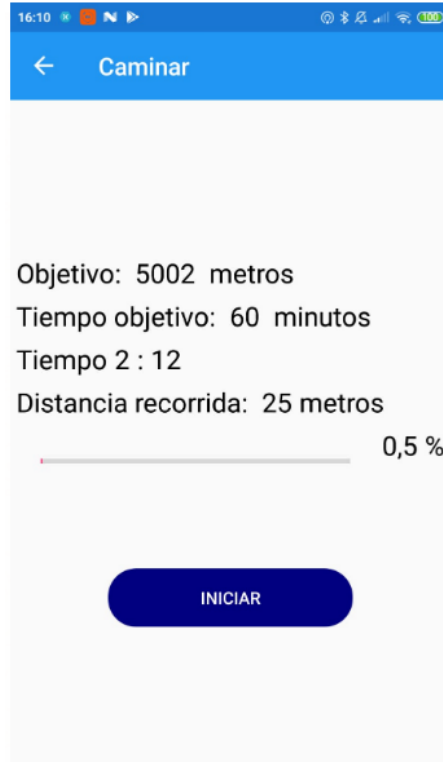 16:10 100
Caminar
Objetivo: 5002 metros
Tiempo objetivo: 60 minutos
Tiempo 2 : 12
Distancia recorrida: 25 metros
0,5 %
INICIAR